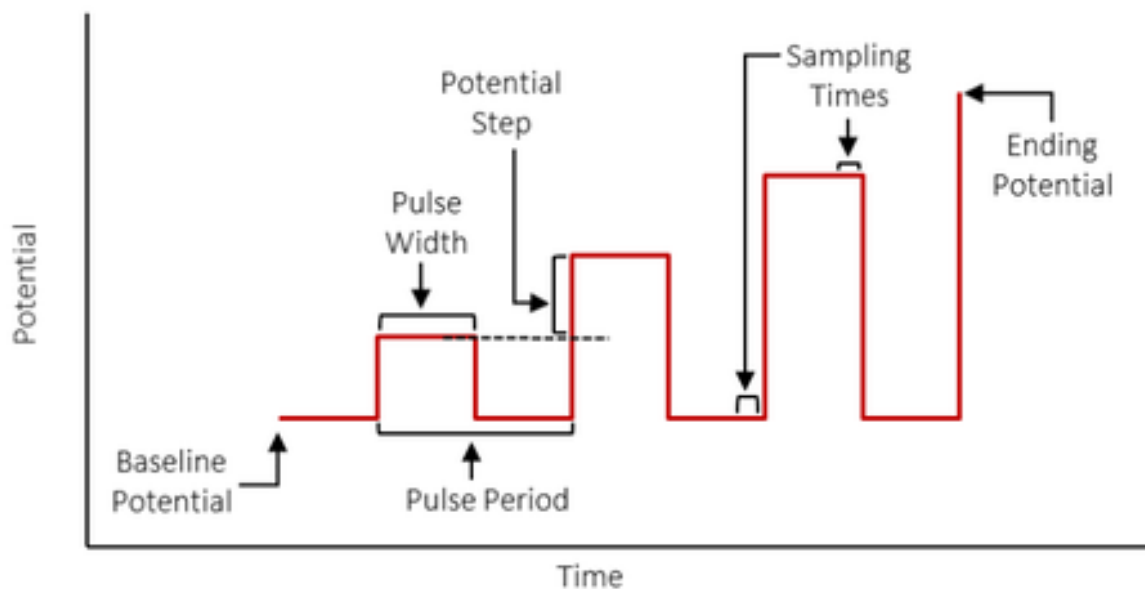 Sampling
Times
Potential
Step
Ending
Potential
Pulse
Width
Potential
Baseline
Potential
Pulse Period
Time